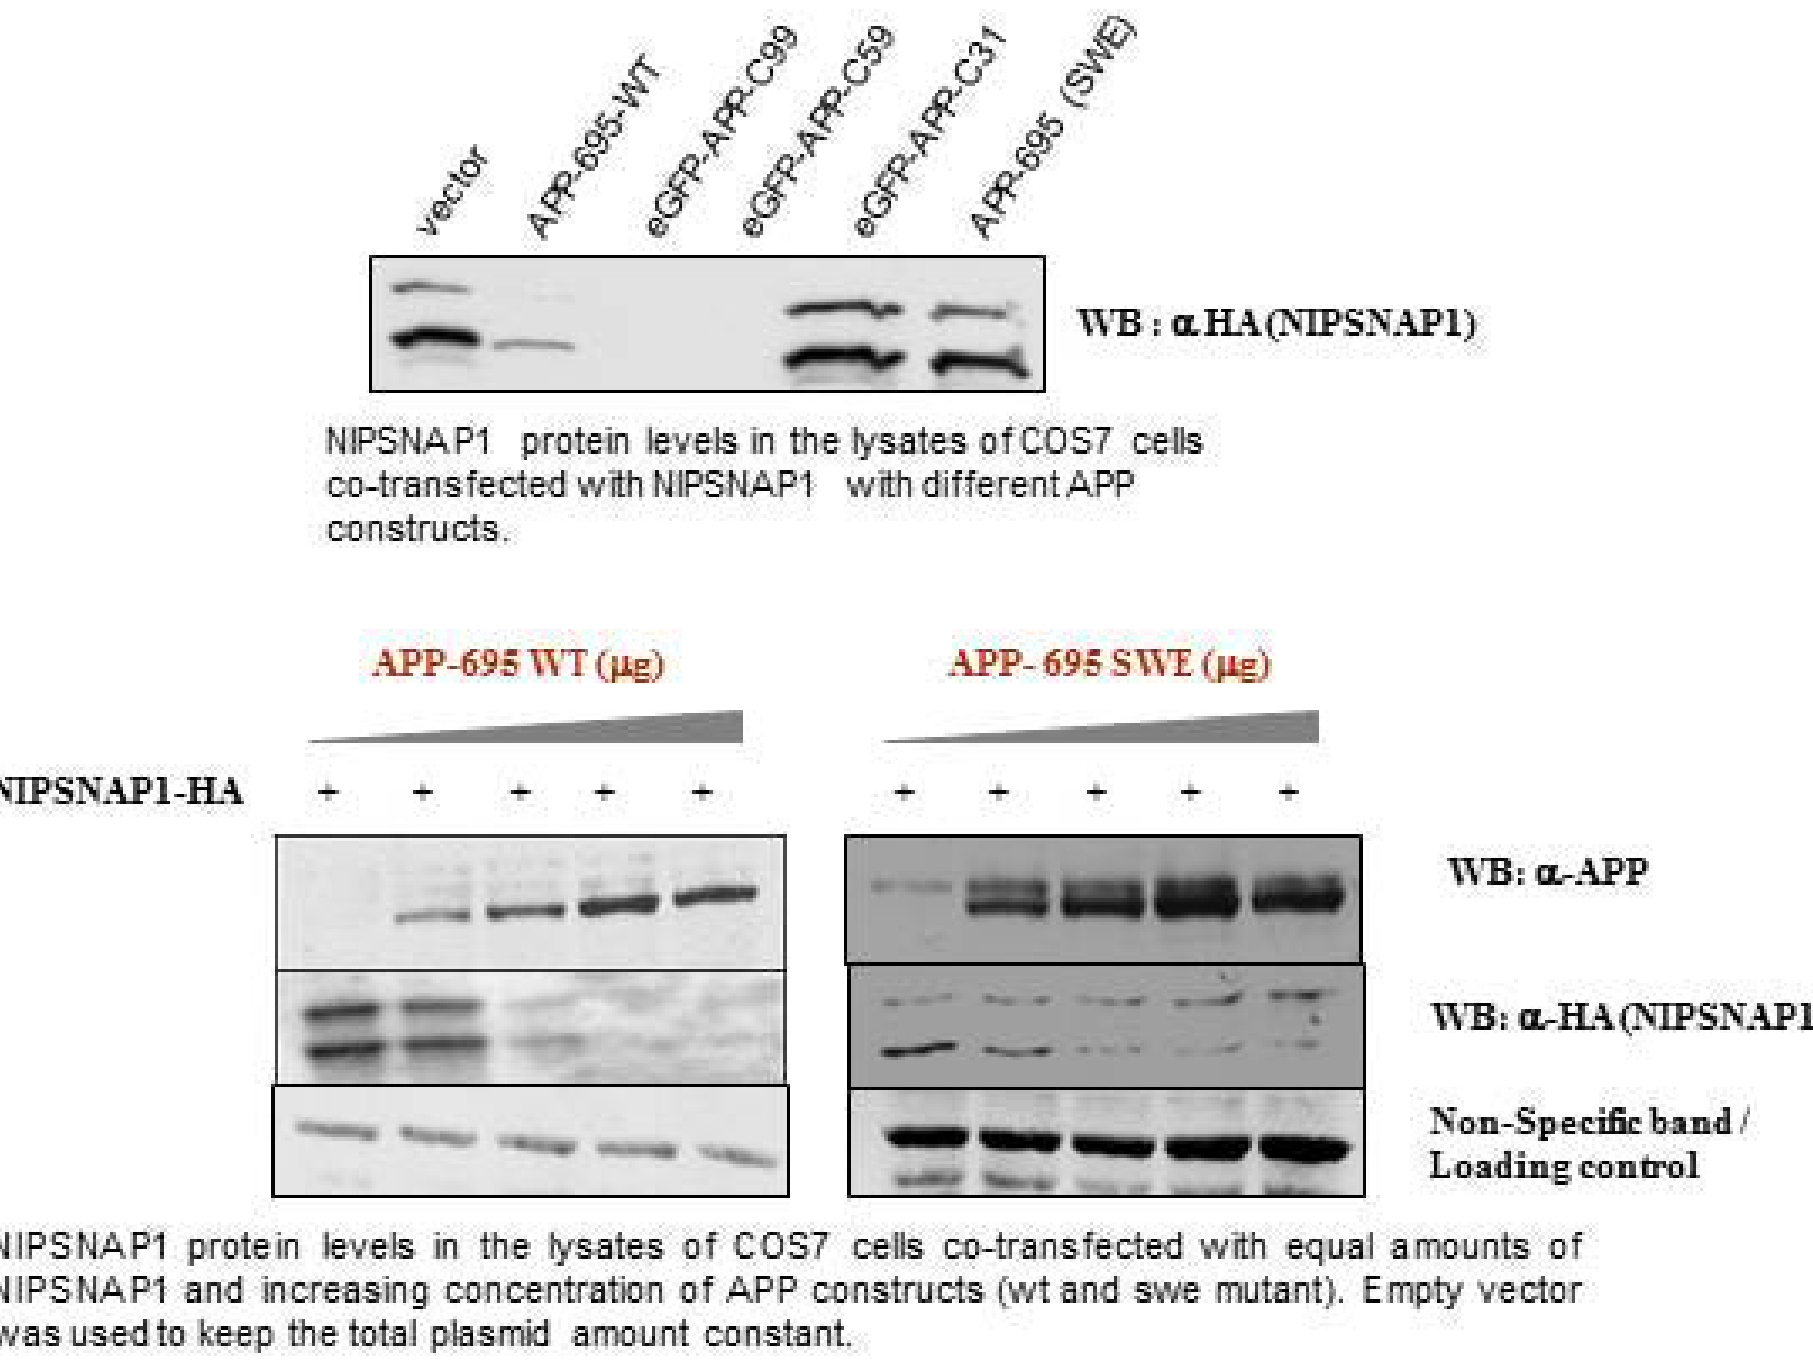 vector
APP-695-WT
eGFP-APP-C99
eGFP-APP-C59
eGFP-APP-C31
APP-695 (SWE)
WB : α HA(NIPSNAP1)
NIPSNAP1 protein levels in the lysates of COS7 cells
co-transfected with NIPSNAP1 with different APP
constructs.
APP-695 WT (µg)
APP- 695 SWE (µg)
NIPSNAP1-HA + + + + + + + + + +
WB: α-APP
WB: α-HA(NIPSNAP1
Non-Specific band /
Loading control
NIPSNAP1 protein levels in the lysates of COS7 cells co-transfected with equal amounts of
NIPSNAP1 and increasing concentration of APP constructs (wt and swe mutant). Empty vector
was used to keep the total plasmid amount constant.